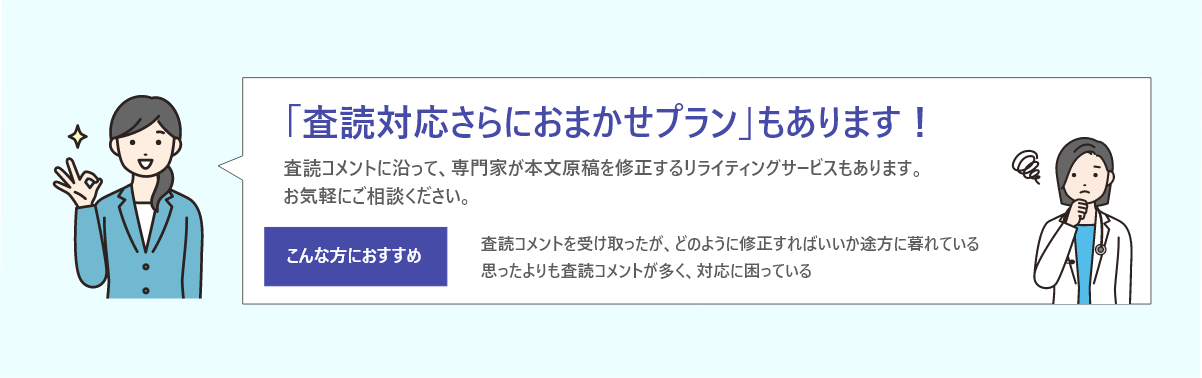 「査読対応さらにおまかせプラン」もあります！
査読コメントに沿って、専門家が本文原稿を修正するリライティングサービスもあります。
お気軽にご相談ください。
こんな方におすすめ
査読コメントを受け取ったが、どのように修正すればいいか途方に暮れている
思ったよりも査読コメントが多く、対応に困っている